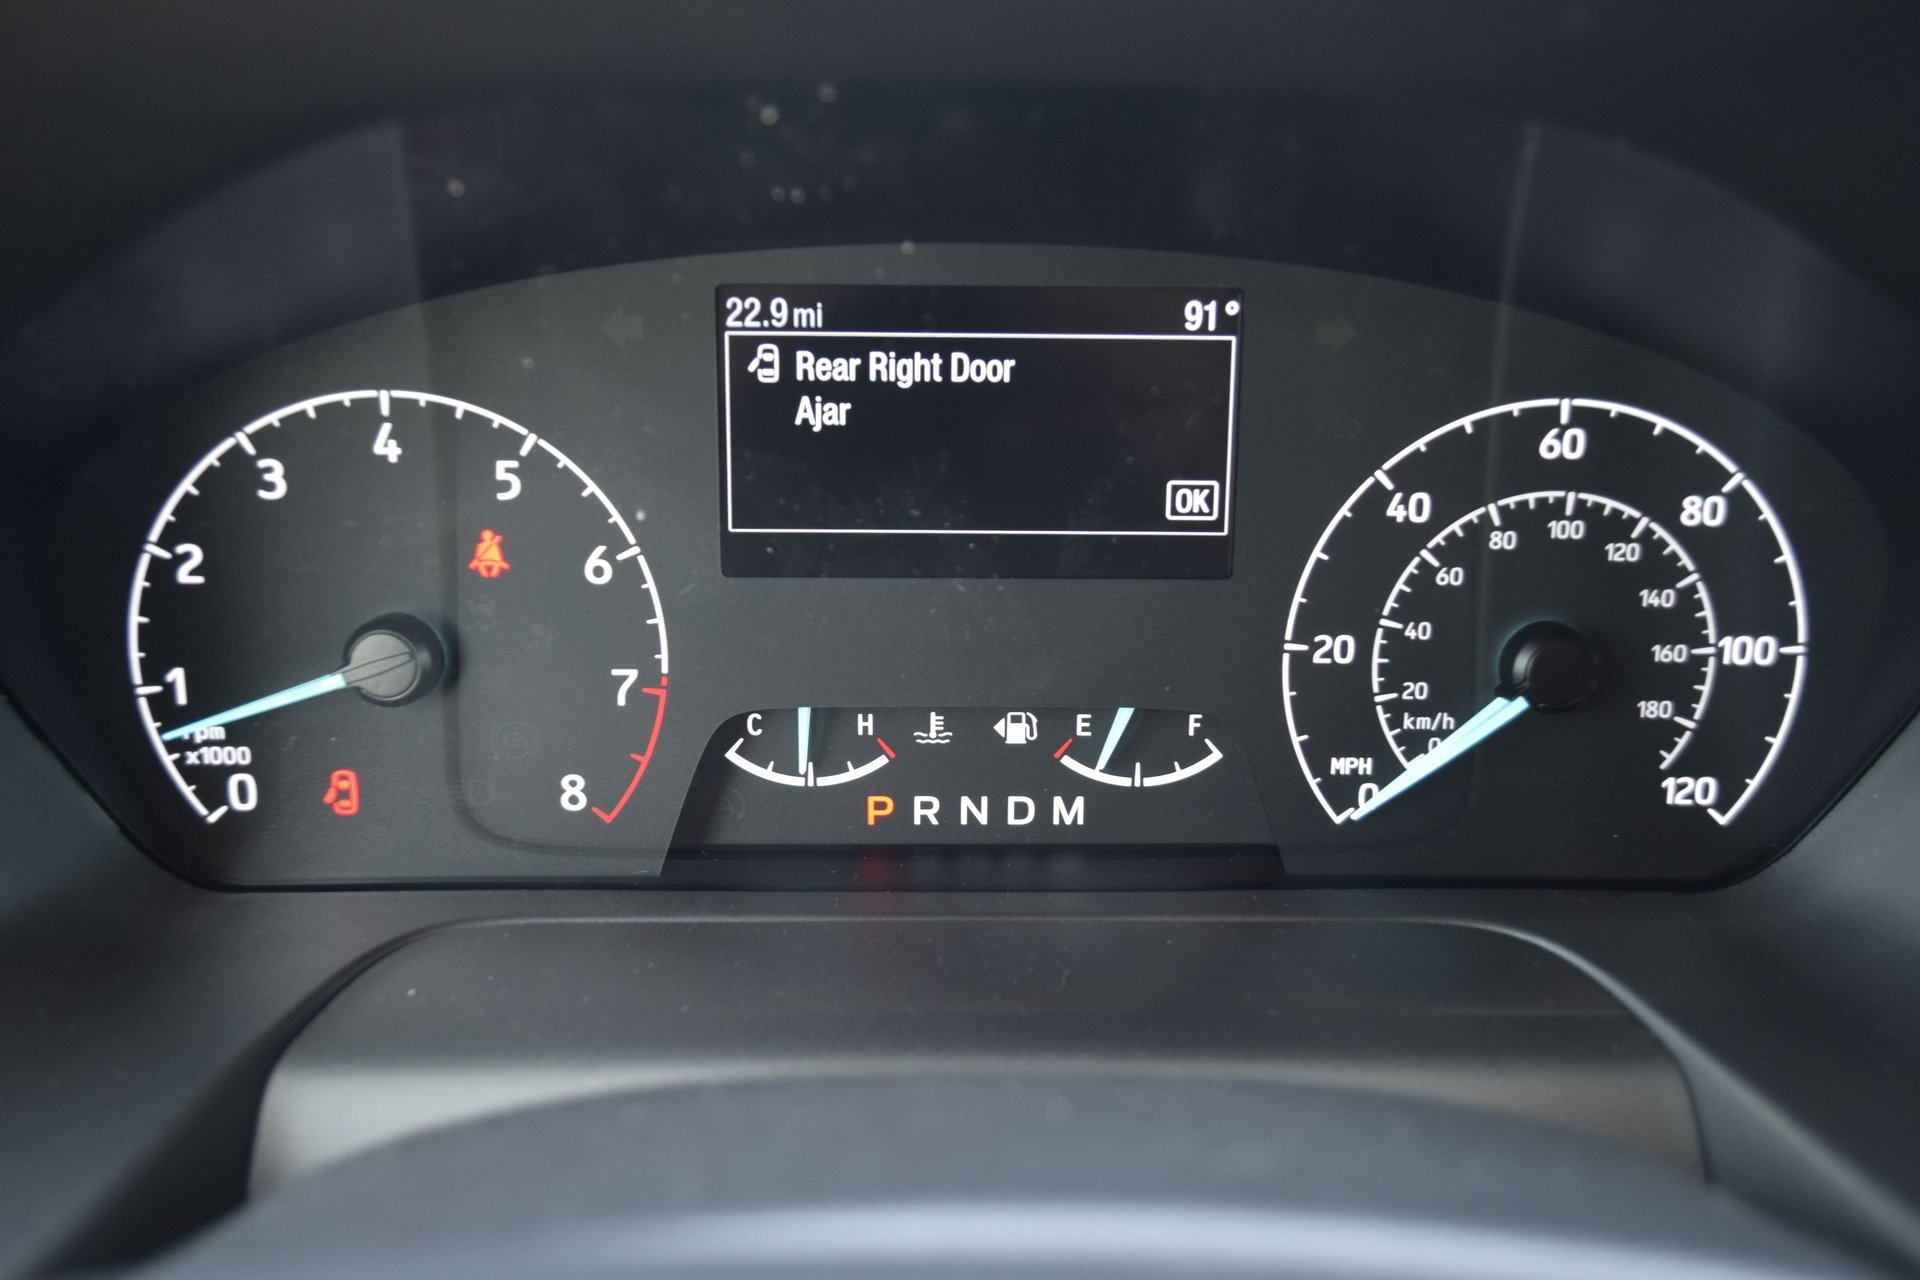 22.9 mi 91°
Rear Right Door
Ajar
OK
0 1 2 3 4 5 6 7 8
rpm
x1000
C H
E F
P R N D M
0 20 40 60 80 100 120
MPH
0 20 40 60 80 100 120 140 160 180
km/h